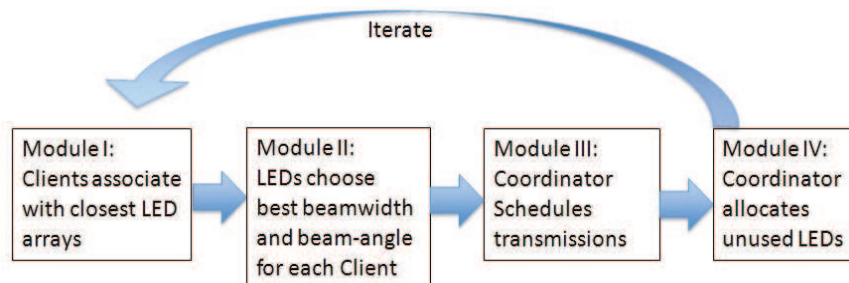 Iterate
Module I:
Clients associate
with closest LED
arrays
Module II:
LEDs choose
best beamwidth
and beam-angle
for each Client
Module III:
Coordinator
Schedules
transmissions
Module IV:
Coordinator
allocates
unused LEDs